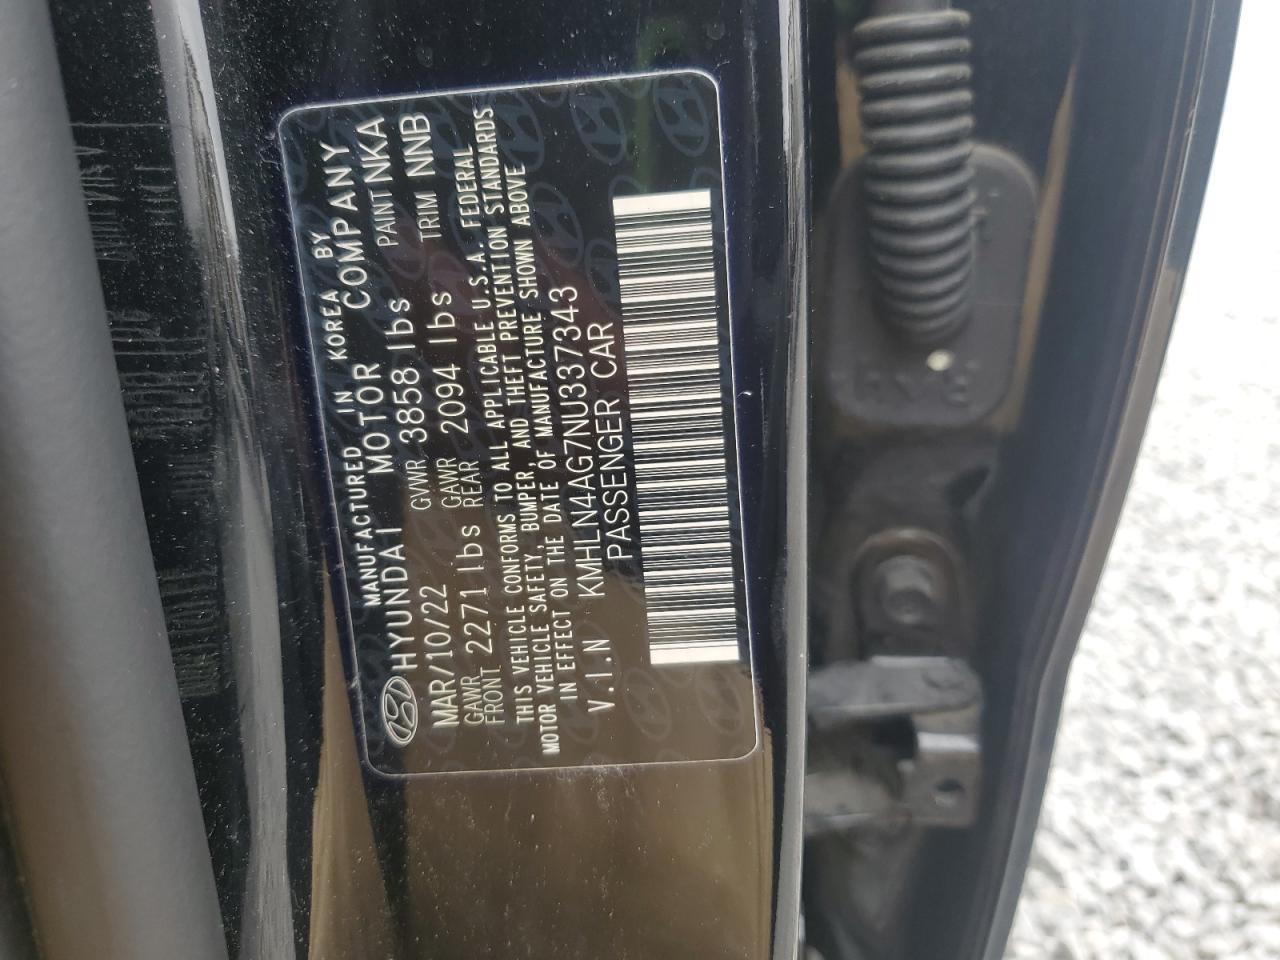 MANUFACTURED IN KOREA BY
HYUNDAI MOTOR COMPANY
MAR/10/22 GVWR 3858 lbs PAINT NKA
GAWR FRONT 2271 lbs GAWR REAR 2094 lbs TRIM NNB
THIS VEHICLE CONFORMS TO ALL APPLICABLE U.S.A. FEDERAL
MOTOR VEHICLE SAFETY, BUMPER, AND THEFT PREVENTION STANDARDS
IN EFFECT ON THE DATE OF MANUFACTURE SHOWN ABOVE
V.I.N KMHLN4AG7NU337343
PASSENGER CAR